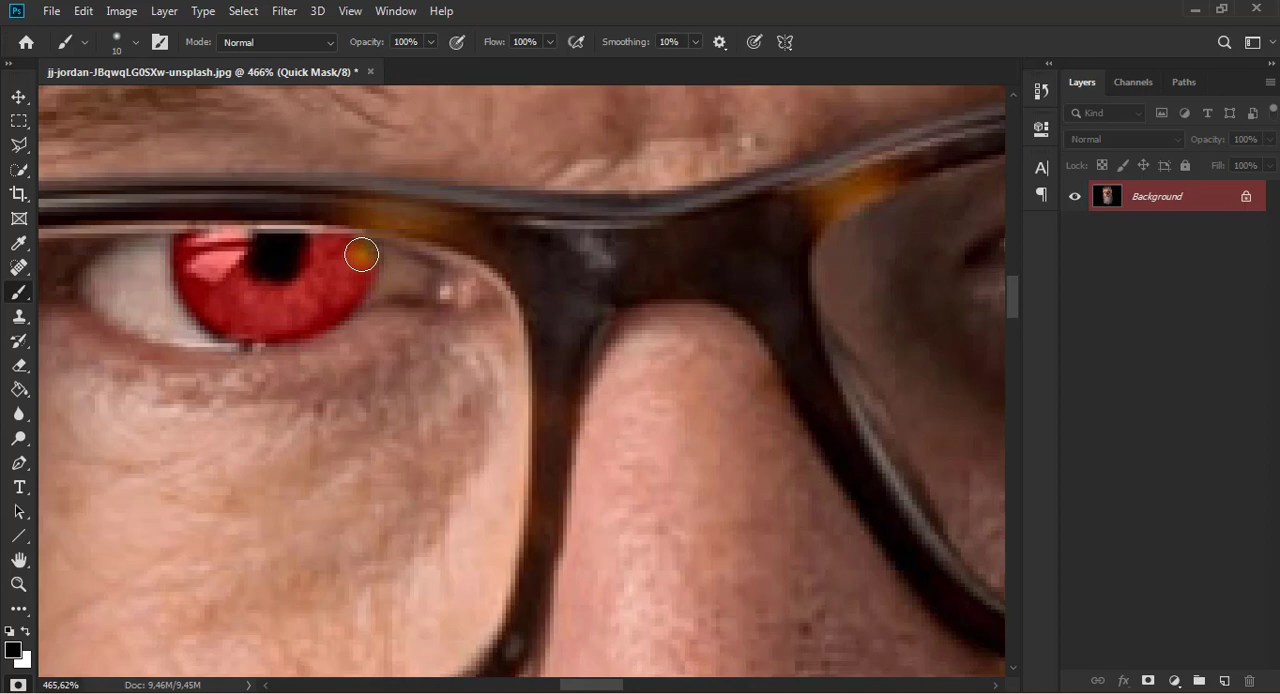 Ps File Edit Image Layer Type Select Filter 3D View Window Help
10 Mode: Normal Opacity: 100% Flow: 100% Smoothing: 10%
jj-jordan-JBqwqLG0SXw-unsplash.jpg @ 466% (Quick Mask/8) * ×
Layers Channels Paths
Kind
Normal Opacity: 100%
Lock: Fill: 100%
Background
465,62% Doc: 9,46M/9,45M